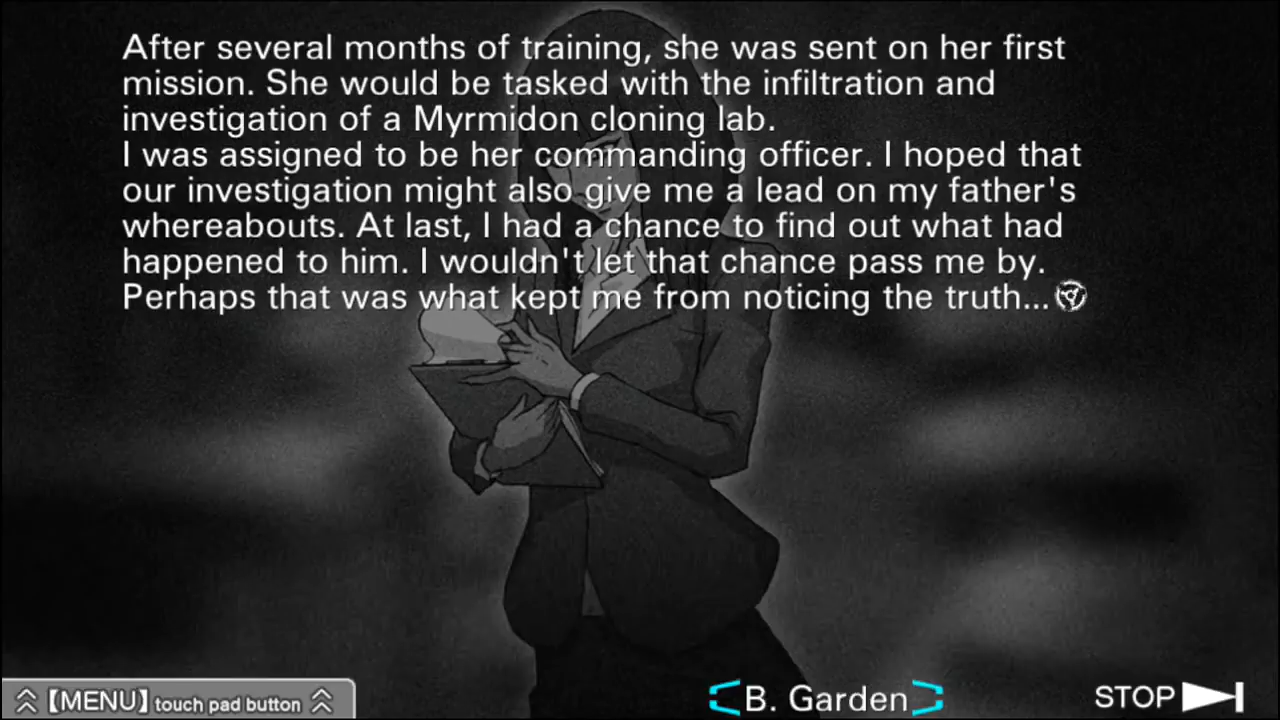 After several months of training, she was sent on her first
mission. She would be tasked with the infiltration and
investigation of a Myrmidon cloning lab.
I was assigned to be her commanding officer. I hoped that
our investigation might also give me a lead on my father's
whereabouts. At last, I had a chance to find out what had
happened to him. I wouldn't let that chance pass me by.
Perhaps that was what kept me from noticing the truth...
【MENU】 touch pad button
B. Garden
STOP